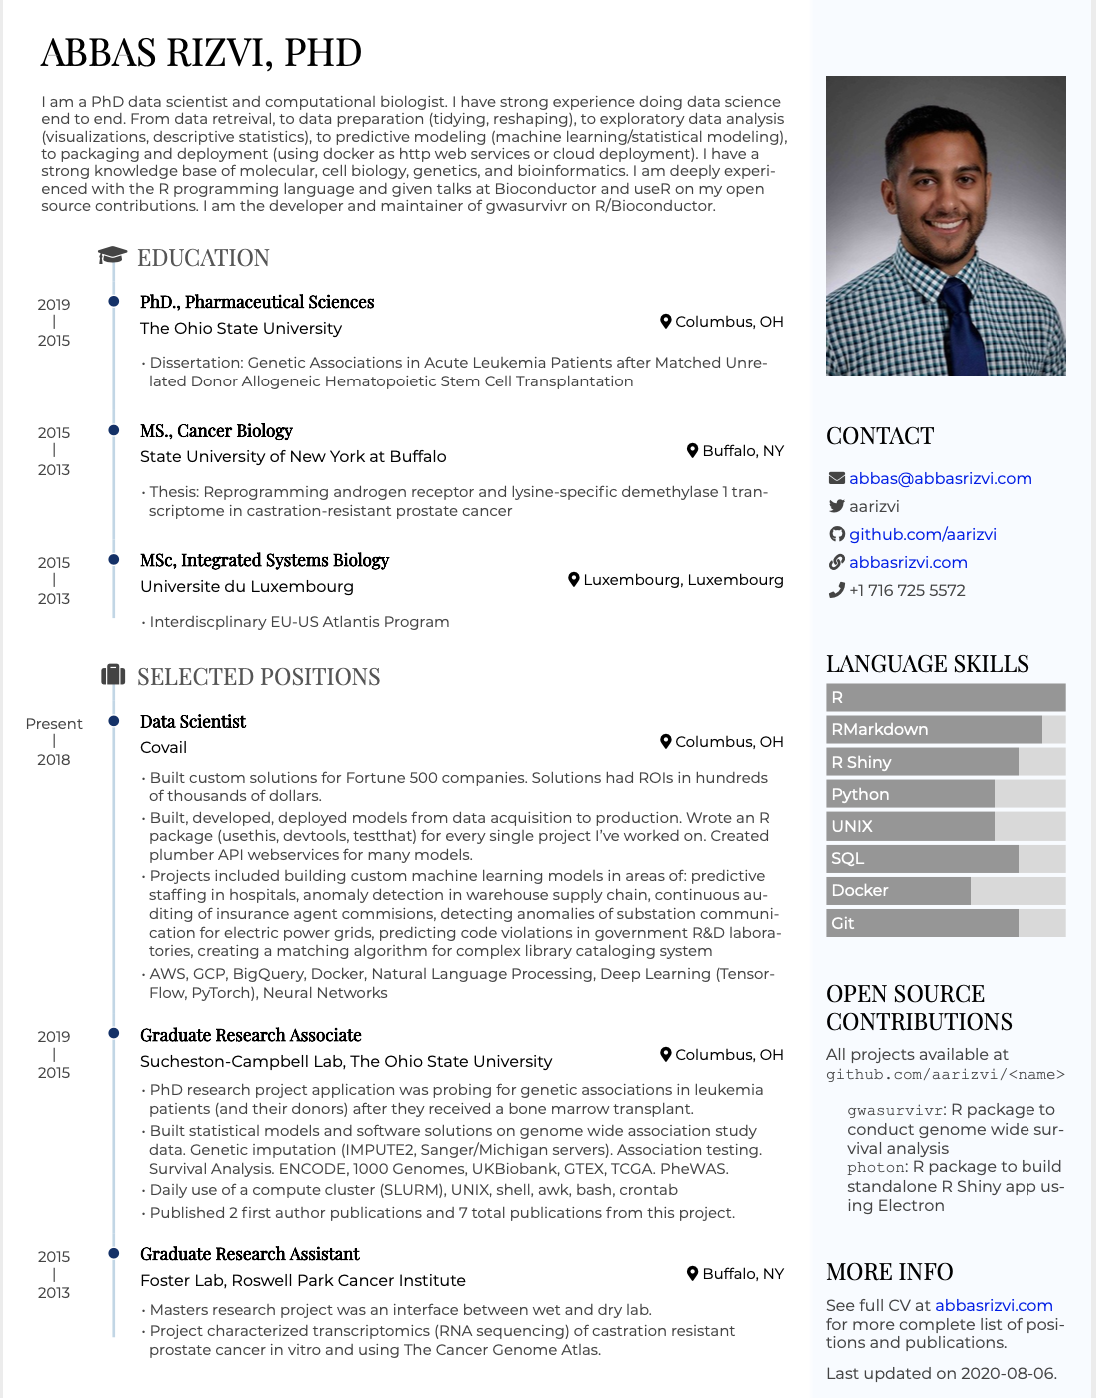 ABBAS RIZVI, PHD
I am a PhD data scientist and computational biologist. I have strong experience doing data science
end to end. From data retreival, to data preparation (tidying, reshaping), to exploratory data analysis
(visualizations, descriptive statistics), to predictive modeling (machine learning/statistical modeling),
to packaging and deployment (using docker as http web services or cloud deployment). I have a
strong knowledge base of molecular, cell biology, genetics, and bioinformatics. I am deeply experi-
enced with the R programming language and given talks at Bioconductor and useR on my open
source contributions. I am the developer and maintainer of gwasurvivr on R/Bioconductor.
EDUCATION
2019
|
2015
PhD., Pharmaceutical Sciences
The Ohio State University
Columbus, OH
• Dissertation: Genetic Associations in Acute Leukemia Patients after Matched Unre-
lated Donor Allogeneic Hematopoietic Stem Cell Transplantation
2015
|
2013
MS., Cancer Biology
State University of New York at Buffalo
Buffalo, NY
• Thesis: Reprogramming androgen receptor and lysine-specific demethylase 1 tran-
scriptome in castration-resistant prostate cancer
2015
|
2013
MSc, Integrated Systems Biology
Universite du Luxembourg
Luxembourg, Luxembourg
• Interdiscplinary EU-US Atlantis Program
SELECTED POSITIONS
Present
|
2018
Data Scientist
Covail
Columbus, OH
• Built custom solutions for Fortune 500 companies. Solutions had ROIs in hundreds
of thousands of dollars.
• Built, developed, deployed models from data acquisition to production. Wrote an R
package (usethis, devtools, testthat) for every single project I've worked on. Created
plumber API webservices for many models.
• Projects included building custom machine learning models in areas of: predictive
staffing in hospitals, anomaly detection in warehouse supply chain, continuous au-
diting of insurance agent commisions, detecting anomalies of substation communi-
cation for electric power grids, predicting code violations in government R&D labora-
tories, creating a matching algorithm for complex library cataloging system
• AWS, GCP, BigQuery, Docker, Natural Language Processing, Deep Learning (Tensor-
Flow, PyTorch), Neural Networks
2019
|
2015
Graduate Research Associate
Sucheston-Campbell Lab, The Ohio State University
Columbus, OH
• PhD research project application was probing for genetic associations in leukemia
patients (and their donors) after they received a bone marrow transplant.
• Built statistical models and software solutions on genome wide association study
data. Genetic imputation (IMPUTE2, Sanger/Michigan servers). Association testing.
Survival Analysis. ENCODE, 1000 Genomes, UKBiobank, GTEX, TCGA. PheWAS.
• Daily use of a compute cluster (SLURM), UNIX, shell, awk, bash, crontab
• Published 2 first author publications and 7 total publications from this project.
2015
|
2013
Graduate Research Assistant
Foster Lab, Roswell Park Cancer Institute
Buffalo, NY
• Masters research project was an interface between wet and dry lab.
• Project characterized transcriptomics (RNA sequencing) of castration resistant
prostate cancer in vitro and using The Cancer Genome Atlas.
CONTACT
abbas@abbasrizvi.com
aarizvi
github.com/aarizvi
abbasrizvi.com
+1 716 725 5572
LANGUAGE SKILLS
R
RMarkdown
R Shiny
Python
UNIX
SQL
Docker
Git
OPEN SOURCE
CONTRIBUTIONS
All projects available at
github.com/aarizvi/<name>
gwasurvivr: R package to
conduct genome wide sur-
vival analysis
photon: R package to build
standalone R Shiny app us-
ing Electron
MORE INFO
See full CV at abbasrizvi.com
for more complete list of posi-
tions and publications.
Last updated on 2020-08-06.